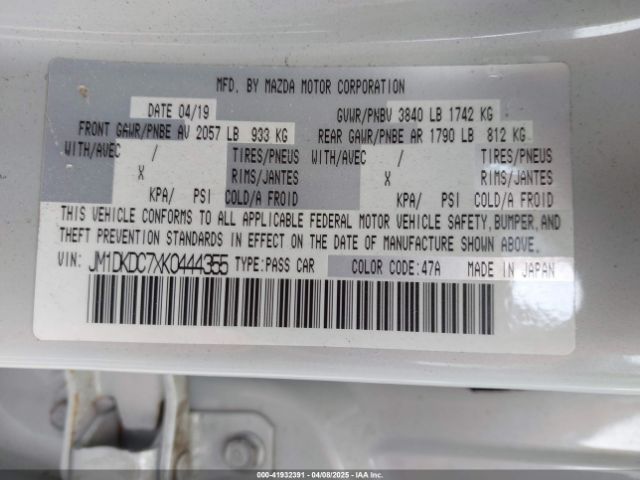 MFD. BY MAZDA MOTOR CORPORATION
DATE 04/19 GVWR/PNBV 3840 LB 1742 KG
FRONT GAWR/PNBE AV 2057 LB 933 KG REAR GAWR/PNBE AR 1790 LB 812 KG
WITH/AVEC / TIRES/PNEUS WITH/AVEC / TIRES/PNEUS
X RIMS/JANTES X RIMS/JANTES
KPA/ PSI COLD/A FROID KPA/ PSI COLD/A FROID
THIS VEHICLE CONFORMS TO ALL APPLICABLE FEDERAL MOTOR VEHICLE SAFETY, BUMPER, AND
THEFT PREVENTION STANDARDS IN EFFECT ON THE DATE OF MANUFACTURE SHOWN ABOVE.
VIN: JM1DKDC7XK0444355 TYPE: PASS CAR COLOR CODE: 47A MADE IN JAPAN
000-41932391 | 04/08/2025 | IAAI.CA